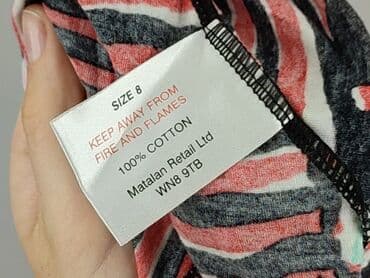 SIZE 8
KEEP AWAY FROM
FIRE AND FLAMES
100% COTTON
Matalan Retail Ltd
WN8 9TB